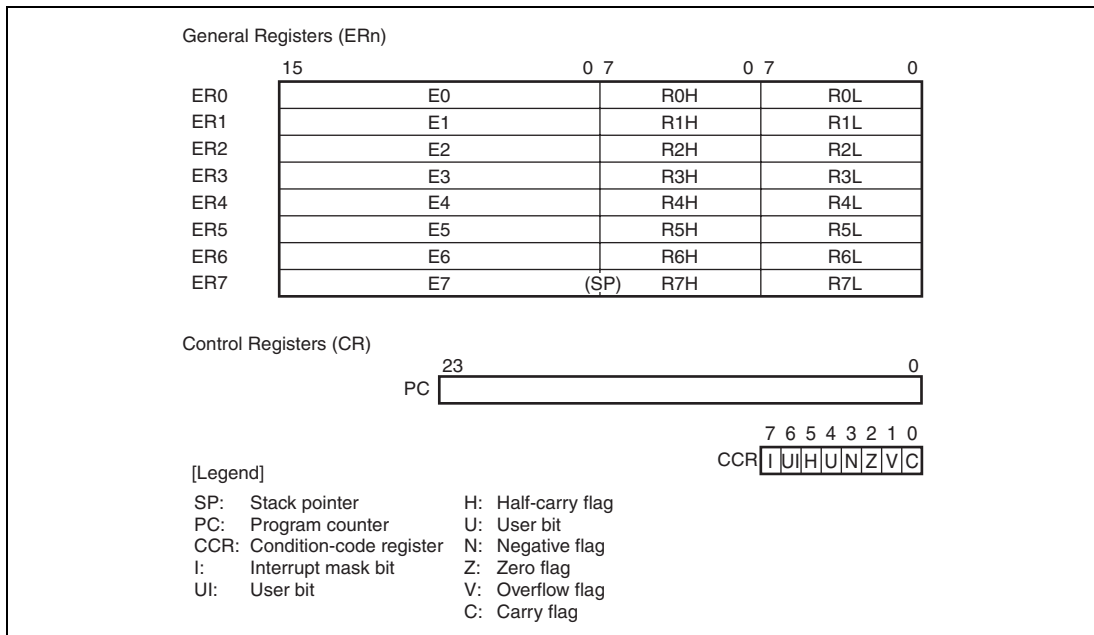 General Registers (ERn)
15 0 7 0 7 0
ER0 E0 R0H R0L
ER1 E1 R1H R1L
ER2 E2 R2H R2L
ER3 E3 R3H R3L
ER4 E4 R4H R4L
ER5 E5 R5H R5L
ER6 E6 R6H R6L
ER7 E7 (SP) R7H R7L
Control Registers (CR)
23 0
PC
7 6 5 4 3 2 1 0
CCR I UI H U N Z V C
[Legend]
SP: Stack pointer
PC: Program counter
CCR: Condition-code register
I: Interrupt mask bit
UI: User bit
H: Half-carry flag
U: User bit
N: Negative flag
Z: Zero flag
V: Overflow flag
C: Carry flag